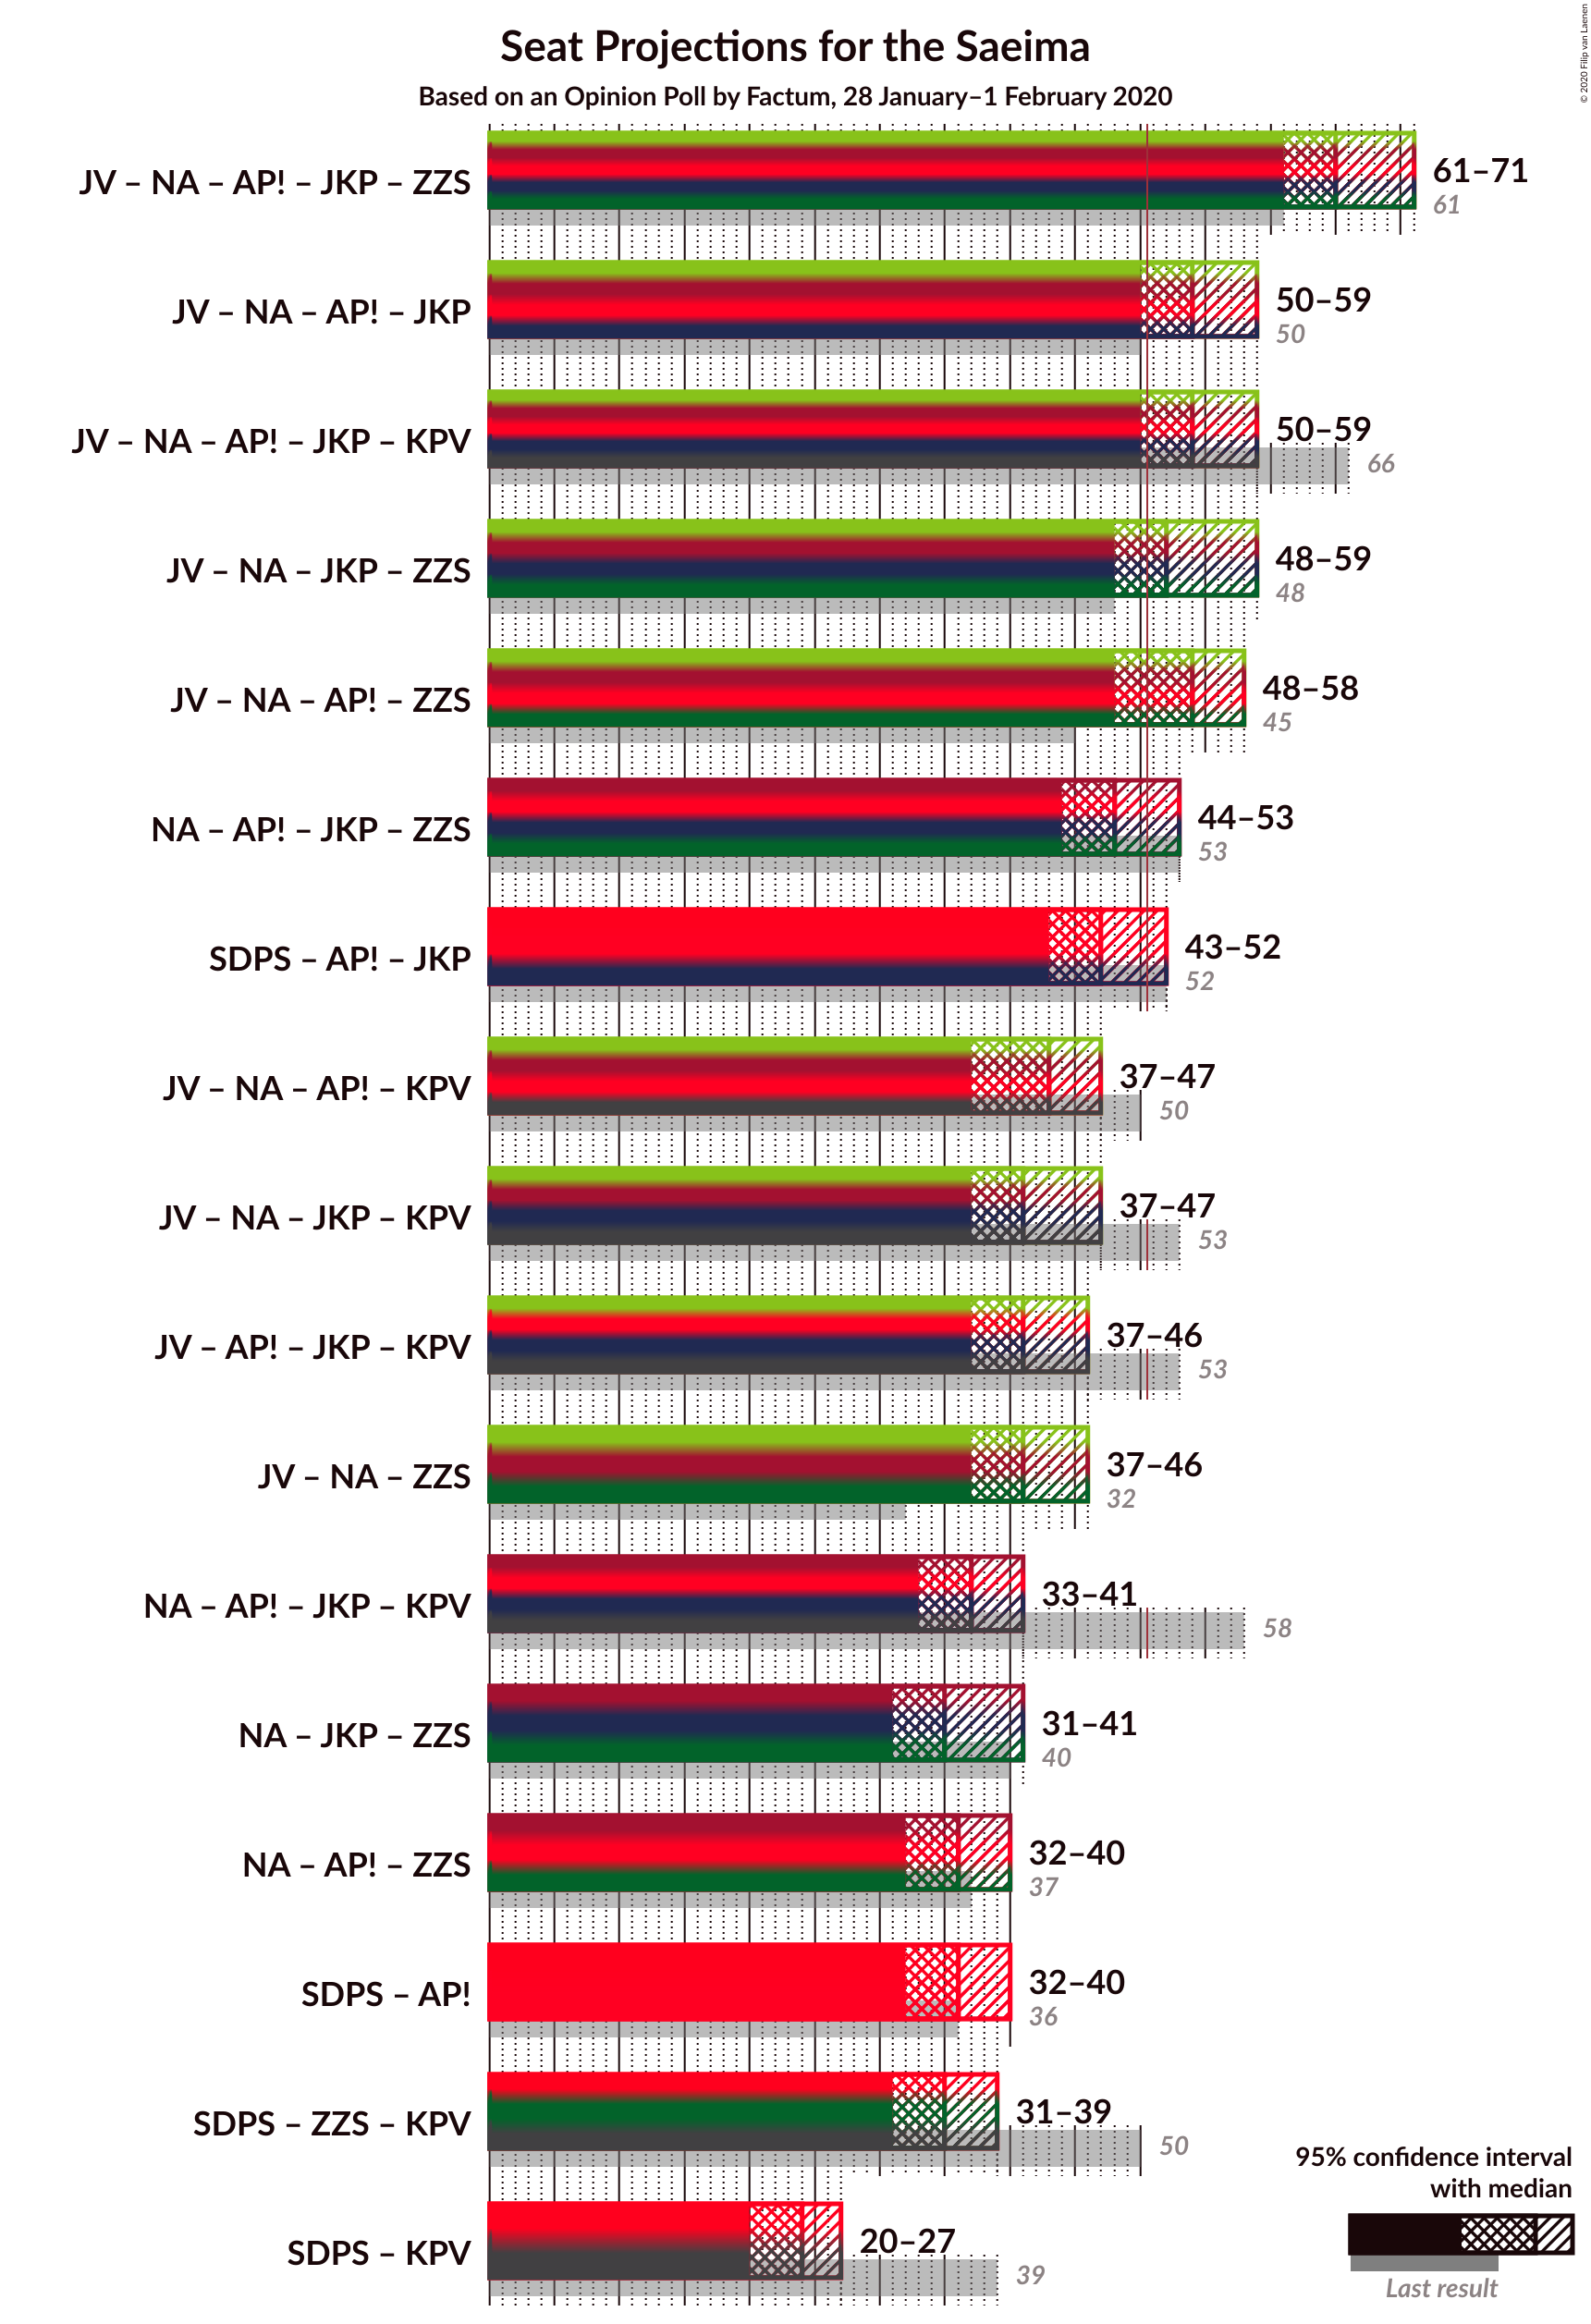 Seat Projections for the Saeima
Based on an Opinion Poll by Factum, 28 January–1 February 2020
© 2020 Filip van Laenen
JV – NA – AP! – JKP – ZZS
61–71
61
JV – NA – AP! – JKP
50–59
50
JV – NA – AP! – JKP – KPV
50–59
66
JV – NA – JKP – ZZS
48–59
48
JV – NA – AP! – ZZS
48–58
45
NA – AP! – JKP – ZZS
44–53
53
SDPS – AP! – JKP
43–52
52
JV – NA – AP! – KPV
37–47
50
JV – NA – JKP – KPV
37–47
53
JV – AP! – JKP – KPV
37–46
53
JV – NA – ZZS
37–46
32
NA – AP! – JKP – KPV
33–41
58
NA – JKP – ZZS
31–41
40
NA – AP! – ZZS
32–40
37
SDPS – AP!
32–40
36
SDPS – ZZS – KPV
31–39
50
SDPS – KPV
20–27
39
95% confidence interval
with median
Last result